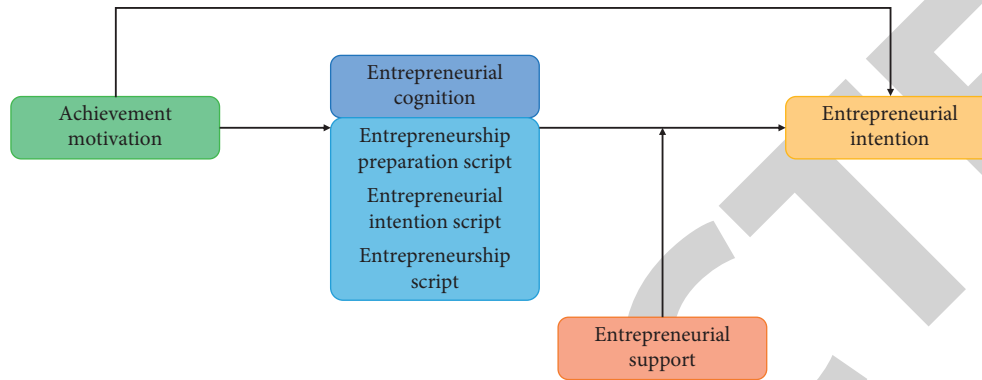 Entrepreneurial
cognition
Achievement
motivation
Entrepreneurship
preparation script
Entrepreneurial
intention script
Entrepreneurship
script
Entrepreneurial
intention
Entrepreneurial
support